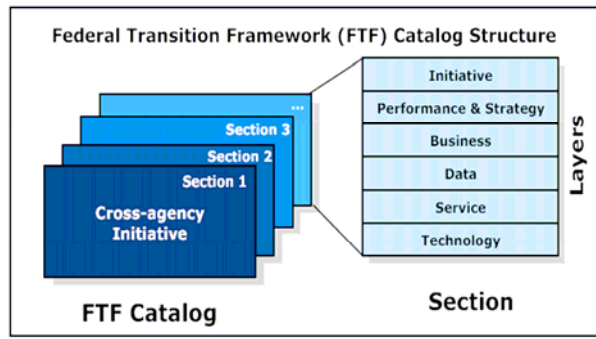 Federal Transition Framework (FTF) Catalog Structure
...
Section 3
Section 2
Section 1
Cross-agency
Initiative
FTF Catalog
Initiative
Performance & Strategy
Business
Data
Service
Technology
Layers
Section